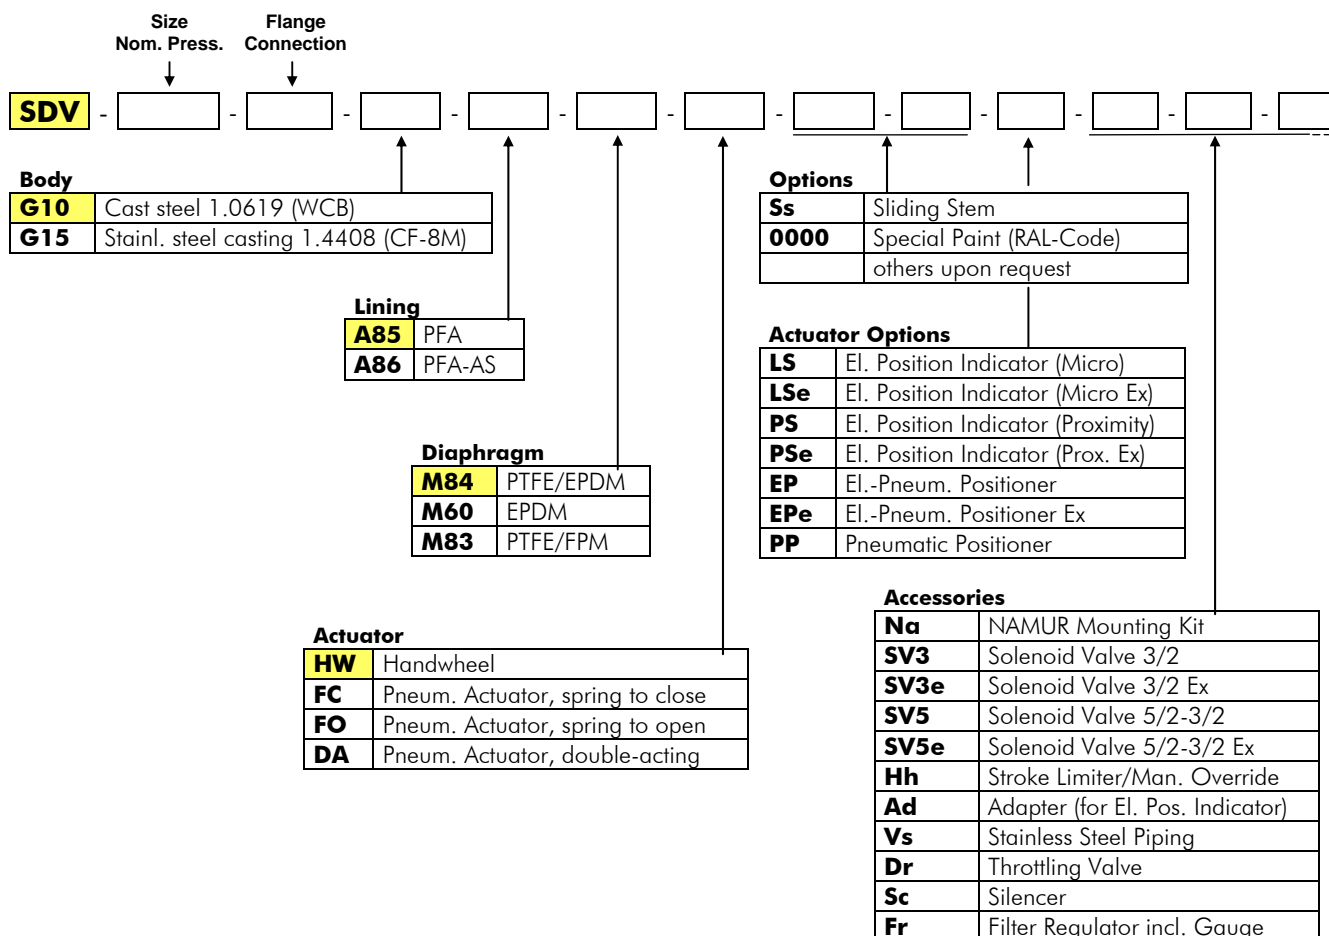 Size Flange
Nom. Press. Connection
SDV - - - - - - - - - - -
Body
G10 Cast steel 1.0619 (WCB)
G15 Stainl. steel casting 1.4408 (CF-8M)
Lining
A85 PFA
A86 PFA-AS
Diaphragm
M84 PTFE/EPDM
M60 EPDM
M83 PTFE/FPM
Actuator
HW Handwheel
FC Pneum. Actuator, spring to close
FO Pneum. Actuator, spring to open
DA Pneum. Actuator, double-acting
Options
Ss Sliding Stem
0000 Special Paint (RAL-Code)
others upon request
Actuator Options
LS El. Position Indicator (Micro)
LSe El. Position Indicator (Micro Ex)
PS El. Position Indicator (Proximity)
PSe El. Position Indicator (Prox. Ex)
EP El.-Pneum. Positioner
EPe El.-Pneum. Positioner Ex
PP Pneumatic Positioner
Accessories
Na NAMUR Mounting Kit
SV3 Solenoid Valve 3/2
SV3e Solenoid Valve 3/2 Ex
SV5 Solenoid Valve 5/2-3/2
SV5e Solenoid Valve 5/2-3/2 Ex
Hh Stroke Limiter/Man. Override
Ad Adapter (for El. Pos. Indicator)
Vs Stainless Steel Piping
Dr Throttling Valve
Sc Silencer
Fr Filter Regulator incl. Gauge